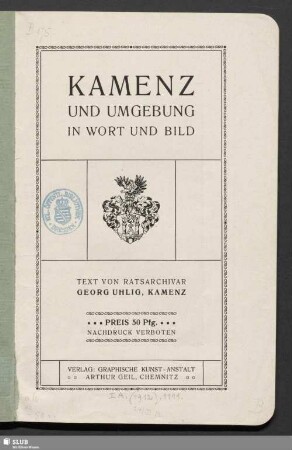 KAMENZ
UND UMGEBUNG
IN WORT UND BILD
TEXT VON RATSARCHIVAR
GEORG UHLIG, KAMENZ
••• PREIS 50 Pfg. •••
NACHDRUCK VERBOTEN
VERLAG: GRAPHISCHE KUNST-ANSTALT
ARTHUR GEIL, CHEMNITZ
SLUB